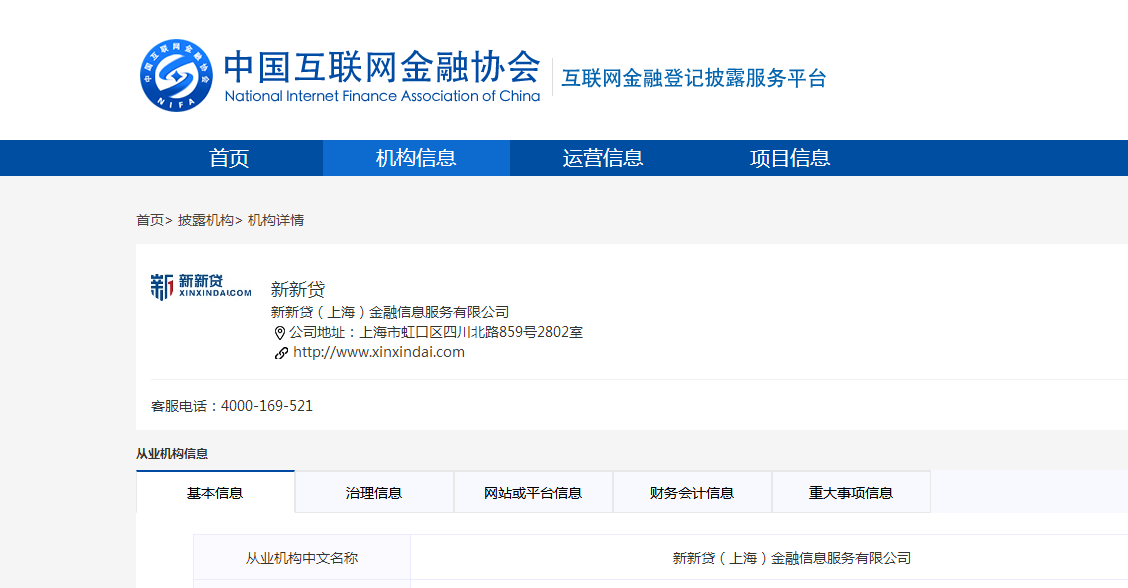 中国互联网金融协会
NIFA
中国互联网金融协会
National Internet Finance Association of China
互联网金融登记披露服务平台
首页 机构信息 运营信息 项目信息
首页> 披露机构> 机构详情
新新贷
XINXINDAI.COM
新新贷
新新贷（上海）金融信息服务有限公司
公司地址：上海市虹口区四川北路859号2802室
http://www.xinxindai.com
客服电话：4000-169-521
从业机构信息
基本信息 治理信息 网站或平台信息 财务会计信息 重大事项信息
从业机构中文名称 新新贷（上海）金融信息服务有限公司